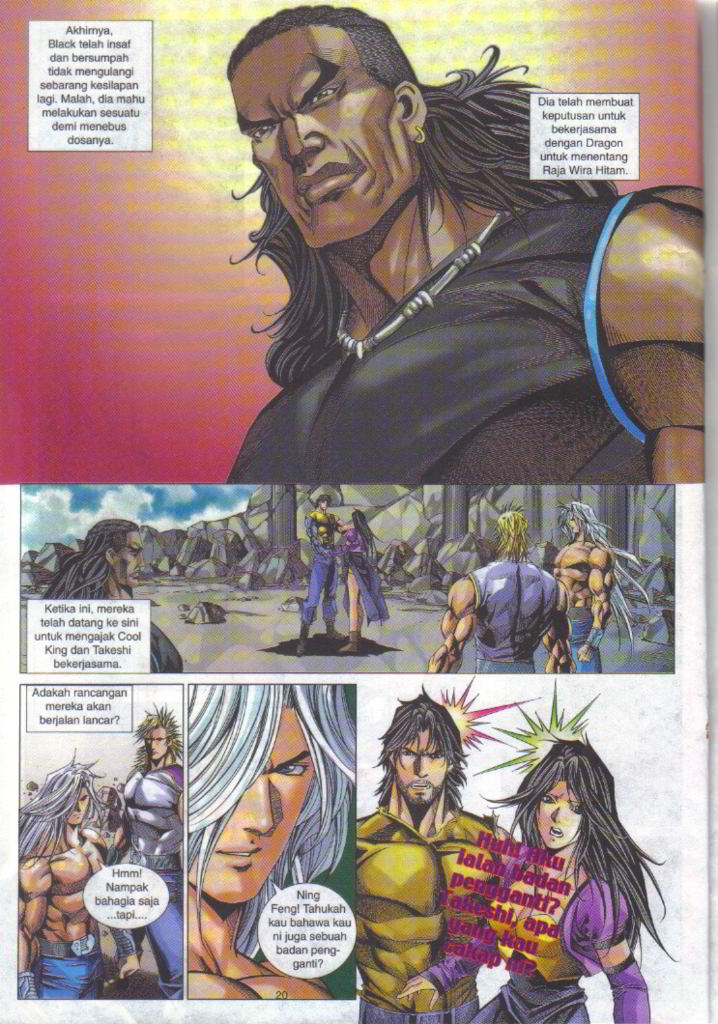 Akhirnya,
Black telah insaf
dan bersumpah
tidak mengulangi
sebarang kesilapan
lagi. Malah, dia mahu
melakukan sesuatu
demi menebus
dosanya.
Dia telah membuat
keputusan untuk
bekerjasama
dengan Dragon
untuk menentang
Raja Wira Hitam.
Ketika ini, mereka
telah datang ke sini
untuk mengajak Cool
King dan Takeshi
bekerjasama.
Adakah rancangan
mereka akan
berjalan lancar?
Hmm!
Nampak
bahagia saja
...tapi....
Ning
Feng! Tahukah
kau bahawa kau
ni juga sebuah
badan peng-
ganti?
Huh! Aku
ialah badan
pengganti?
Takeshi, apa
yang kau
cakap ni?
20